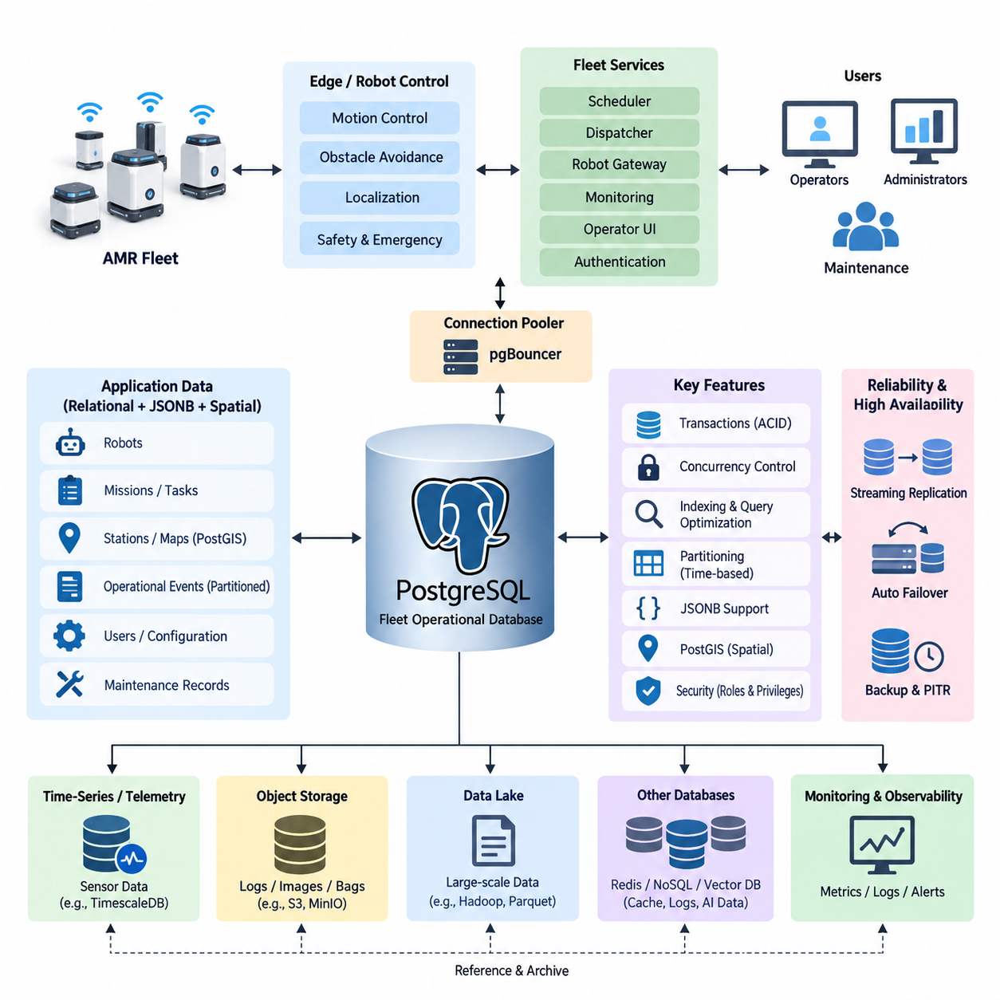 Edge / Robot Control
Motion Control
Obstacle Avoidance
Localization
Safety & Emergency
AMR Fleet
Fleet Services
Scheduler
Dispatcher
Robot Gateway
Monitoring
Operator UI
Authentication
Users
Operators
Administrators
Maintenance
Connection Pooler
pgBouncer
Application Data
(Relational + JSONB + Spatial)
Robots
Missions / Tasks
Stations / Maps (PostGIS)
Operational Events (Partitioned)
Users / Configuration
Maintenance Records
PostgreSQL
Fleet Operational Database
Key Features
Transactions (ACID)
Concurrency Control
Indexing & Query
Optimization
Partitioning
(Time-based)
{ } JSONB Support
PostGIS (Spatial)
Security (Roles & Privileges)
Reliability &
High Availability
Streaming Replication
Auto Failover
Backup & PITR
Time-Series / Telemetry
Sensor Data
(e.g., TimescaleDB)
Object Storage
Logs / Images / Bags
(e.g., S3, MinIO)
Data Lake
Large-scale Data
(e.g., Hadoop, Parquet)
Other Databases
Redis / NoSQL / Vector DB
(Cache, Logs, AI Data)
Monitoring & Observability
Metrics / Logs / Alerts
Reference & Archive